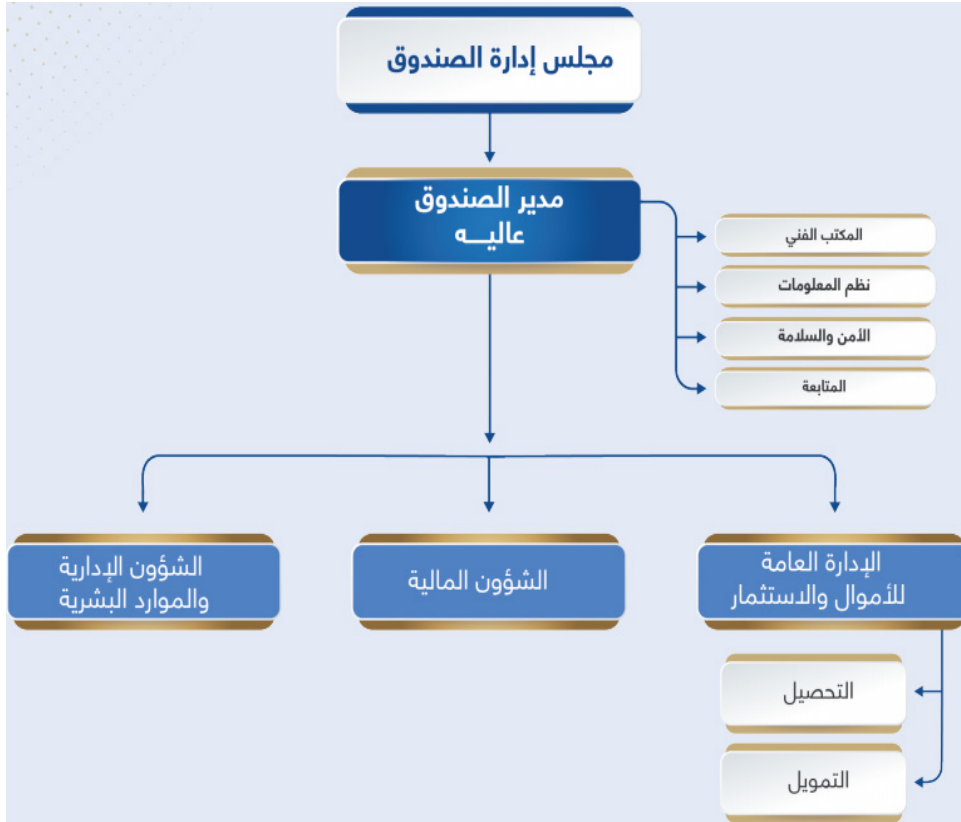 مجلس إدارة الصندوق
مدير الصندوق
عاليـــه
المكتب الفني
نظم المعلومات
الأمن والسلامة
المتابعة
الإدارة العامة
للأموال والاستثمار
الشؤون المالية
الشؤون الإدارية
والموارد البشرية
التحصيل
التمويل